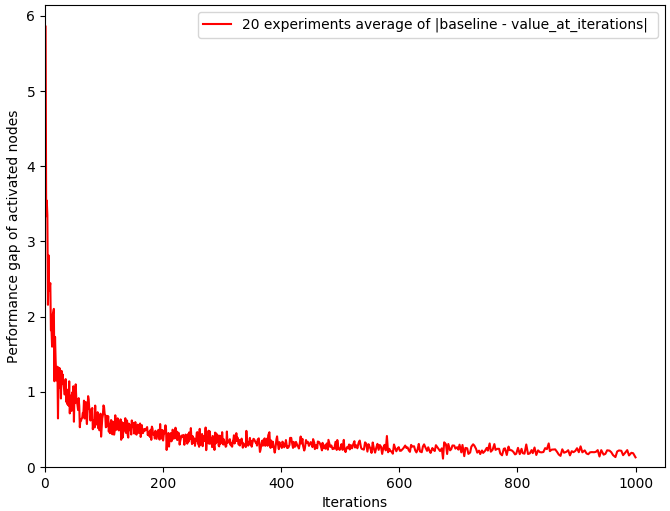 20 experiments average of |baseline - value_at_iterations|
Performance gap of activated nodes
6
5
4
3
2
1
0
0 200 400 600 800 1000
Iterations